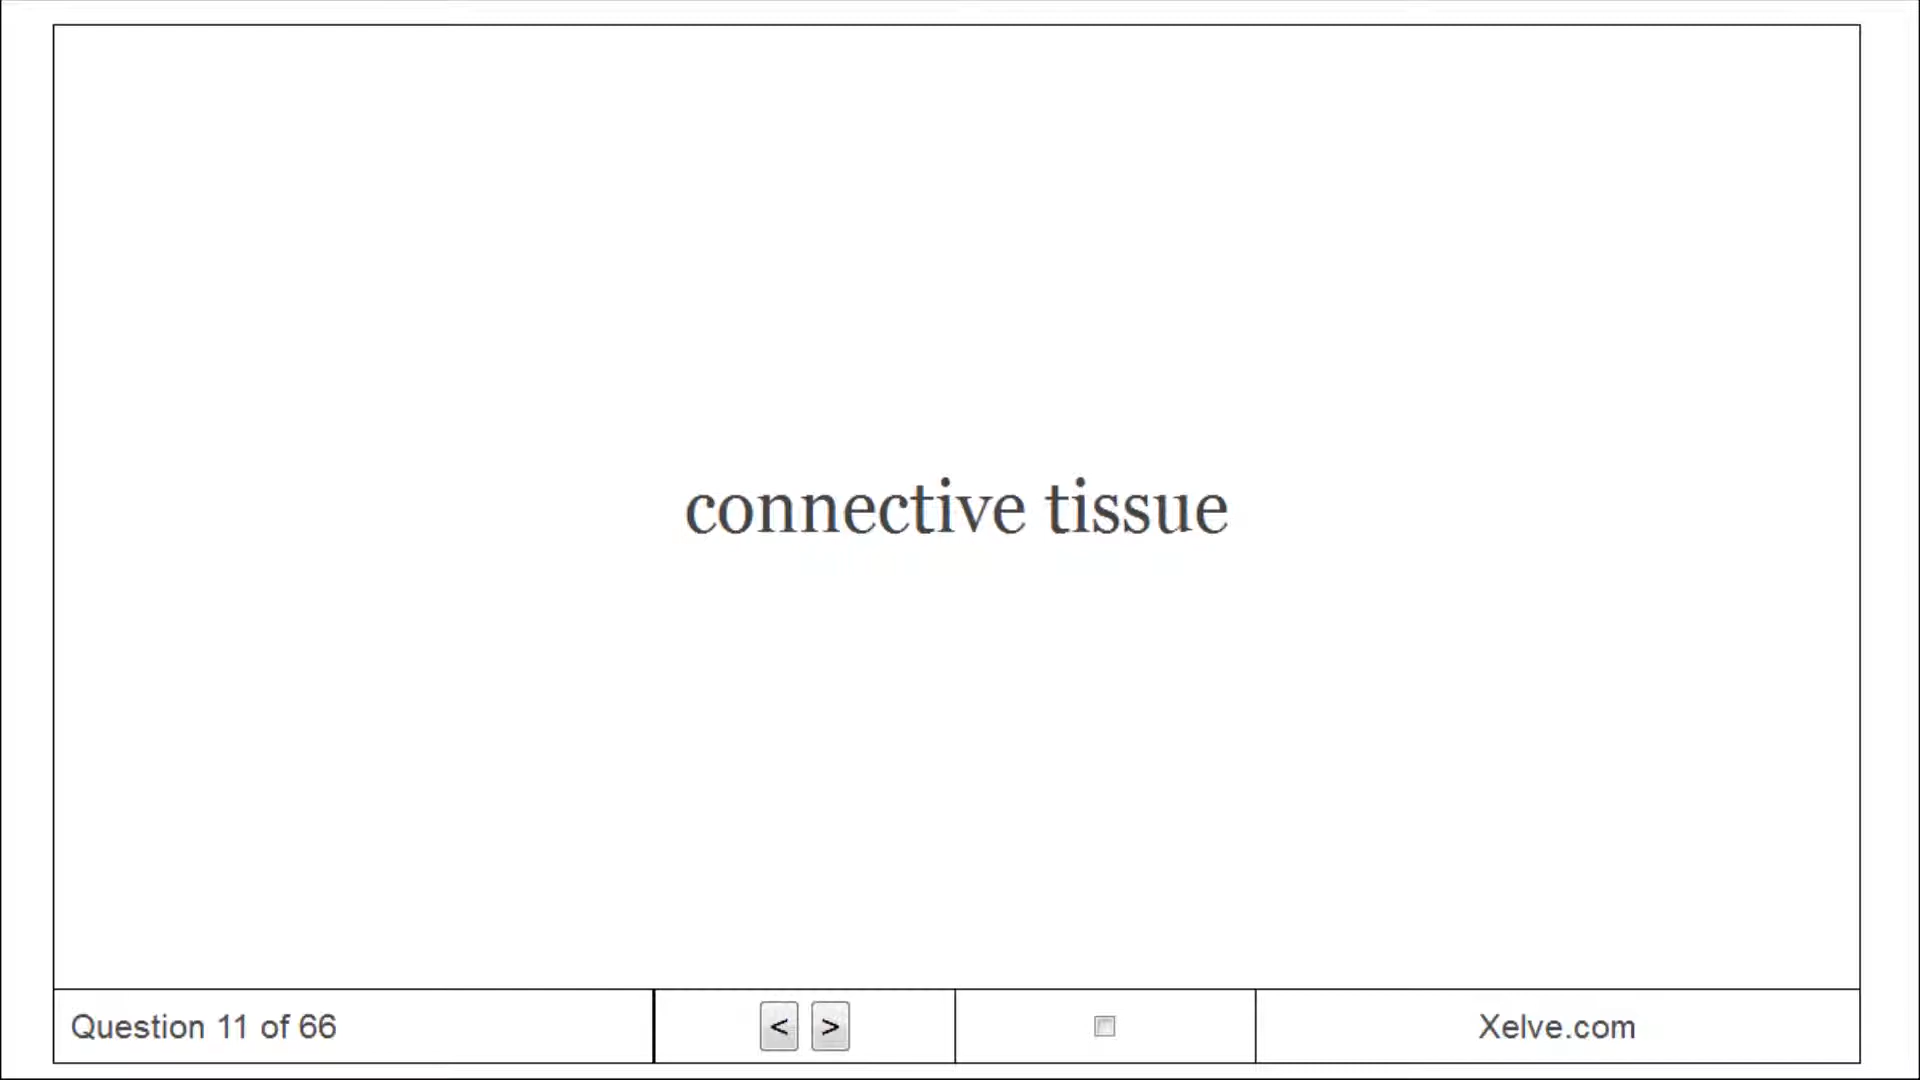 connective tissue
Question 11 of 66
< >
Xelve.com